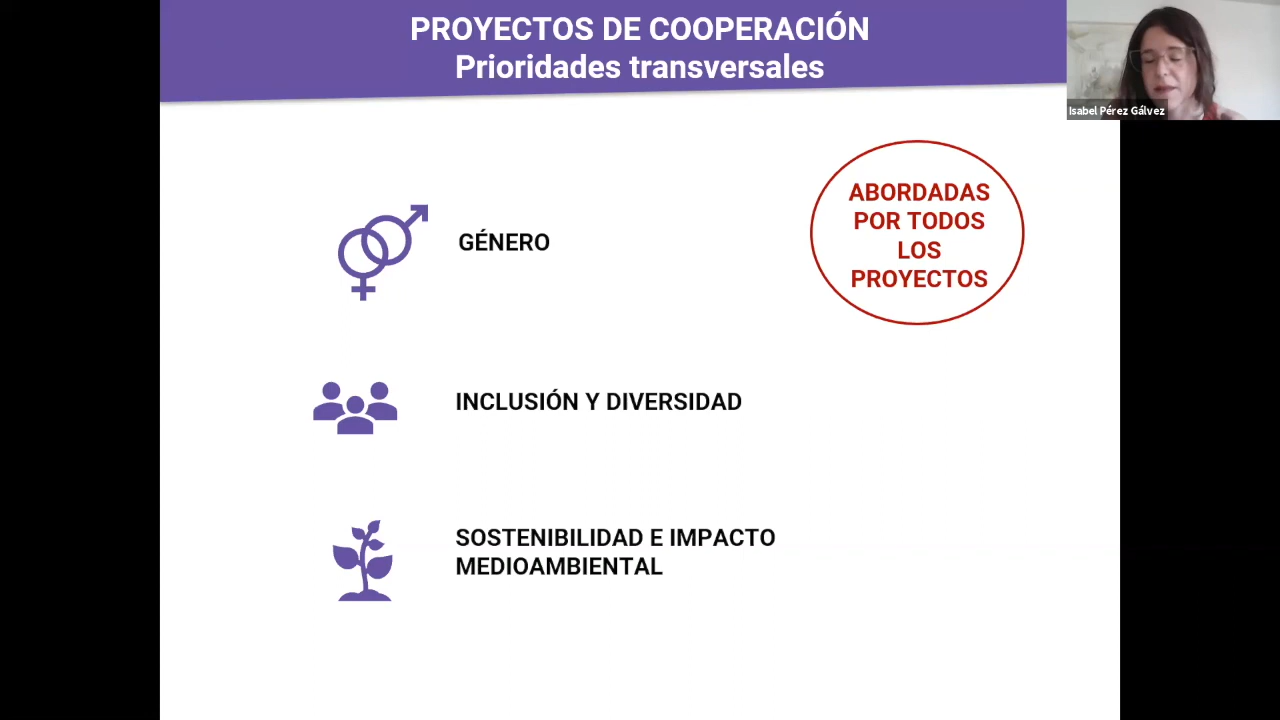 PROYECTOS DE COOPERACIÓN
Prioridades transversales
Isabel Pérez Gálvez
ABORDADAS
POR TODOS
LOS
PROYECTOS
GÉNERO
INCLUSIÓN Y DIVERSIDAD
SOSTENIBILIDAD E IMPACTO
MEDIOAMBIENTAL